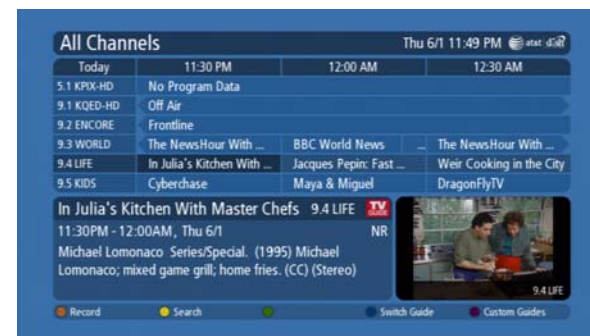 All Channels Thu 6/1 11:49 PM at&t dish
Today 11:30 PM 12:00 AM 12:30 AM
5.1 KPIX-HD No Program Data
9.1 KQED-HD Off Air
9.2 ENCORE Frontline
9.3 WORLD The NewsHour With ... BBC World News ... The NewsHour With ...
9.4 LIFE In Julia's Kitchen With ... Jacques Pepin: Fast ... Weir Cooking in the City
9.5 KIDS Cyberchase Maya & Miguel DragonFlyTV
In Julia's Kitchen With Master Chefs 9.4 LIFE TV GUIDE
11:30PM - 12:00AM, Thu 6/1 NR
Michael Lomonaco Series/Special. (1995) Michael
Lomonaco; mixed game grill; home fries. (CC) (Stereo)
9.4 LIFE
Record Search Switch Guide Custom Guides